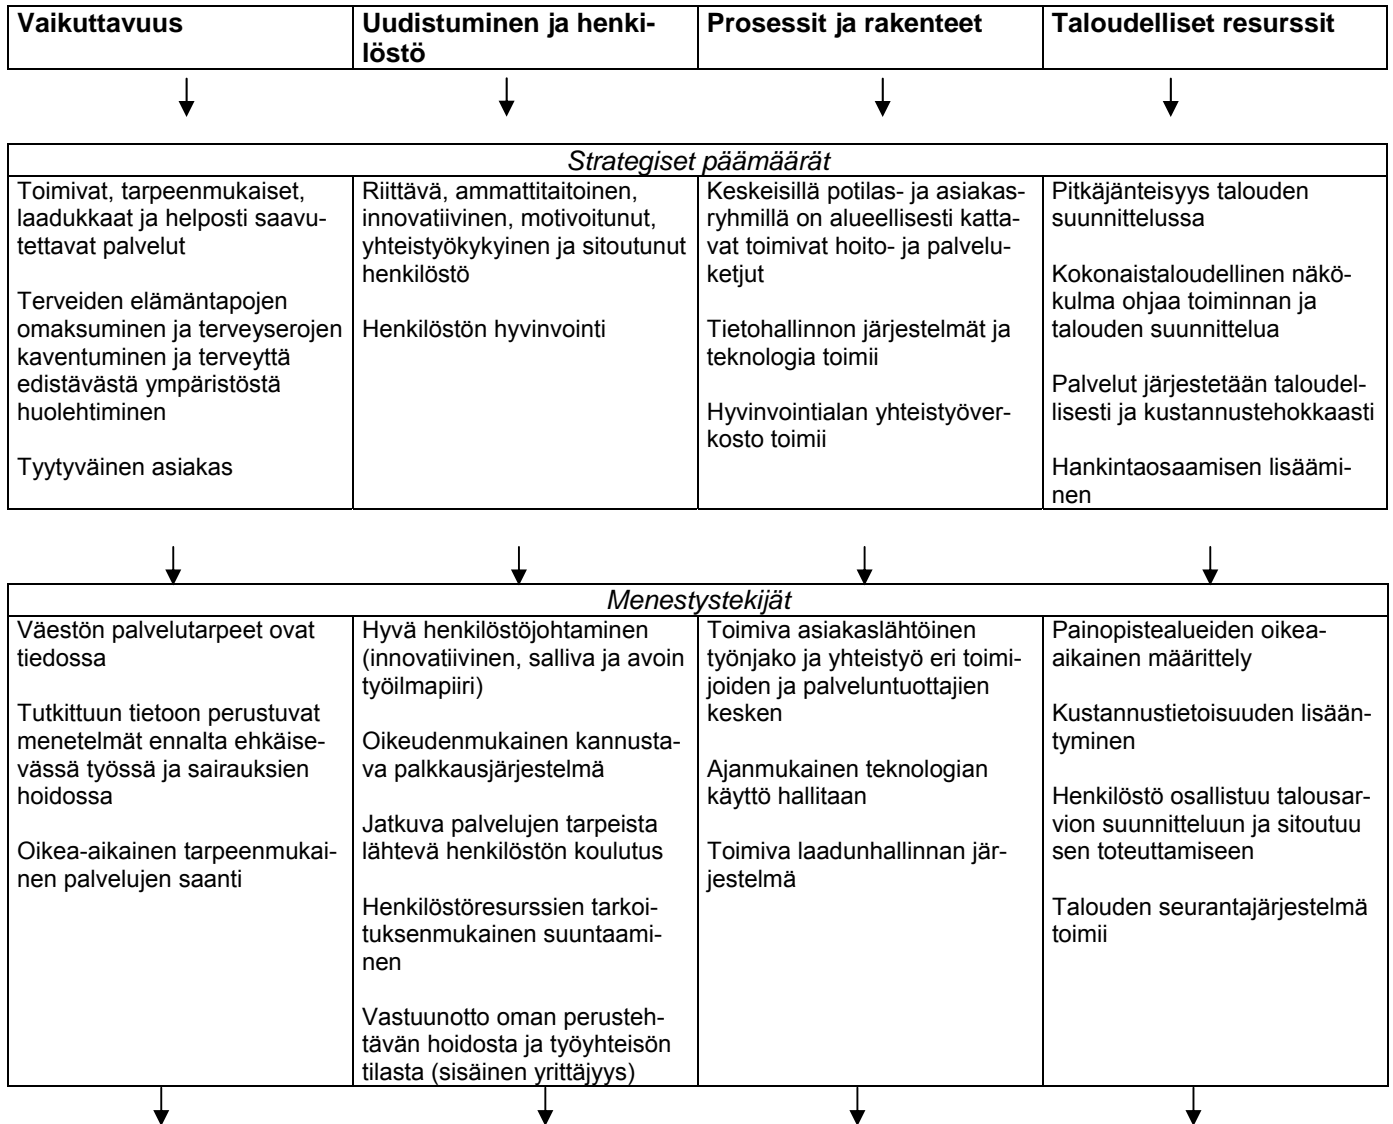 Vaikuttavuus
Uudistuminen ja henki-
löstö
Prosessit ja rakenteet
Taloudelliset resurssit
Strategiset päämäärät
Toimivat, tarpeenmukaiset,
laadukkaat ja helposti saavu-
tettavat palvelut
Terveiden elämäntapojen
omaksuminen ja terveyserojen
kaventuminen ja terveyttä
edistävästä ympäristöstä
huolehtiminen
Tyytyväinen asiakas
Riittävä, ammattitaitoinen,
innovatiivinen, motivoitunut,
yhteistyökykyinen ja sitoutunut
henkilöstö
Henkilöstön hyvinvointi
Keskeisillä potilas- ja asiakas-
ryhmillä on alueellisesti katta-
vat toimivat hoito- ja palvelu-
ketjut
Tietohallinnon järjestelmät ja
teknologia toimii
Hyvinvointialan yhteistyöver-
kosto toimii
Pitkäjänteisyys talouden
suunnittelussa
Kokonaistaloudellinen näkö-
kulma ohjaa toiminnan ja
talouden suunnittelua
Palvelut järjestetään taloudel-
lisesti ja kustannustehokkaasti
Hankintaosaamisen lisäämi-
nen
Menestystekijät
Väestön palvelutarpeet ovat
tiedossa
Tutkittuun tietoon perustuvat
menetelmät ennalta ehkäise-
vässä työssä ja sairauksien
hoidossa
Oikea-aikainen tarpeenmukai-
nen palvelujen saanti
Hyvä henkilöstöjohtaminen
(innovatiivinen, salliva ja avoin
työilmapiiri)
Oikeudenmukainen kannusta-
va palkkausjärjestelmä
Jatkuva palvelujen tarpeista
lähtevä henkilöstön koulutus
Henkilöstöresurssien tarkoi-
tuksenmukainen suuntaami-
nen
Vastuunotto oman perusteh-
tävän hoidosta ja työyhteisön
tilasta (sisäinen yrittäjyys)
Toimiva asiakaslähtöinen
työnjako ja yhteistyö eri toimi-
joiden ja palveluntuottajien
kesken
Ajanmukainen teknologian
käyttö hallitaan
Toimiva laadunhallinnan jär-
jestelmä
Painopistealueiden oikea-
aikainen määrittely
Kustannustietoisuuden lisään-
tyminen
Henkilöstö osallistuu talousar-
vion suunnitteluun ja sitoutuu
sen toteuttamiseen
Talouden seurantajärjestelmä
toimii